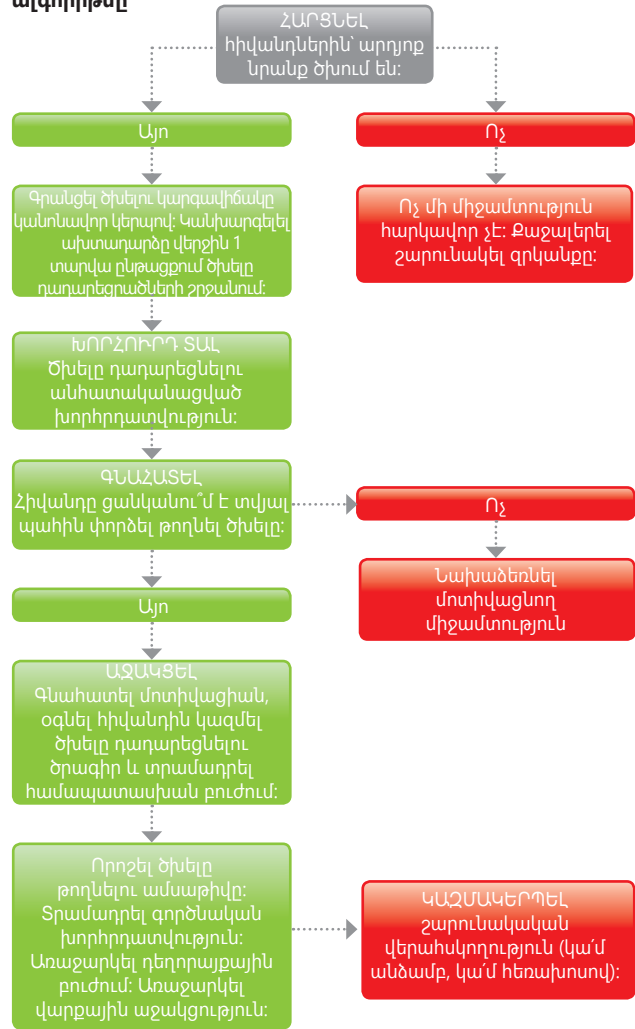 ալգորիթմը
ՀԱՐՑՆԵԼ
հիվանդներին՝ արդյոք
նրանք ծխում են:
Այո
Ոչ
Գրանցել ծխելու կարգավիճակը
կանոնավոր կերպով: Կանխարգելել
ախտադարձը վերջին 1
տարվա ընթացքում ծխելը
դադարեցրածների շրջանում:
Ոչ մի միջամտություն
հարկավոր չէ: Քաջալերել
շարունակել զրկանքը:
ԽՈՐՀՈՒՐԴ ՏԱԼ
Ծխելը դադարեցնելու
անհատականացված
խորհրդատվություն:
ԳՆԱՀԱՏԵԼ
Հիվանդը ցանկանու՞մ է տվյալ
պահին փորձել թողնել ծխելը:
Ոչ
Նախաձեռնել
մոտիվացնող
միջամտություն
Այո
ԱՋԱԿՑԵԼ
Գնահատել մոտիվացիան,
օգնել հիվանդին կազմել
ծխելը դադարեցնելու
ծրագիր և տրամադրել
համապատասխան բուժում:
Որոշել ծխելը
թողնելու ամսաթիվը:
Տրամադրել գործնական
խորհրդատվություն:
Առաջարկել դեղորայքային
բուժում: Առաջարկել
վարքային աջակցություն:
ԿԱԶՄԱԿԵՐՊԵԼ
շարունակական
վերահսկողություն (կա՛մ
անձամբ, կա՛մ հեռախոսով):